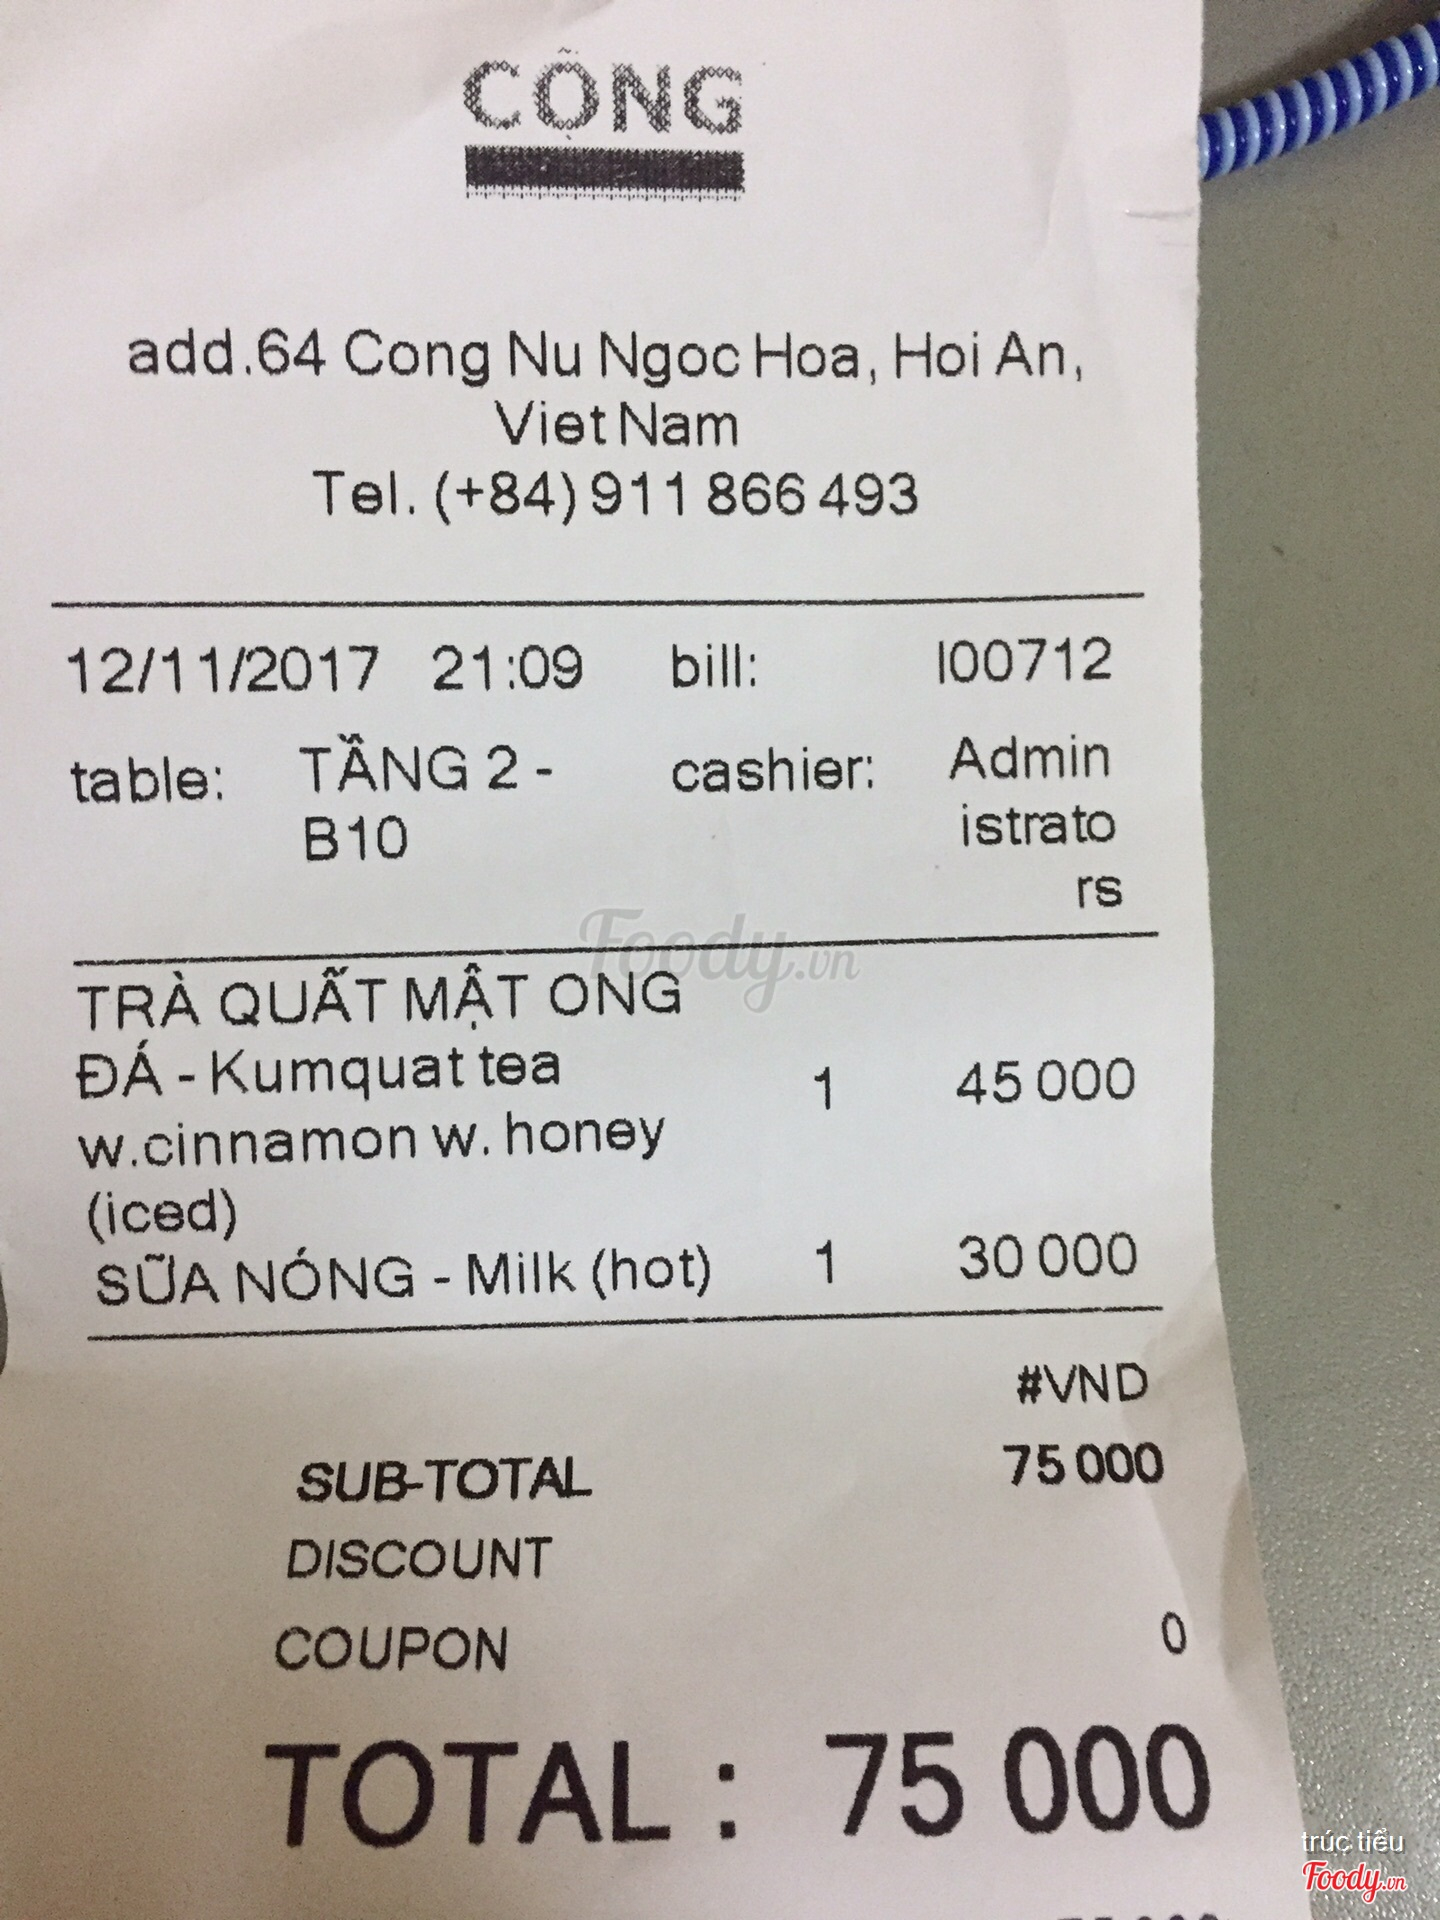 CỘNG
add.64 Cong Nu Ngoc Hoa, Hoi An,
Viet Nam
Tel. (+84) 911 866 493
12/11/2017 21:09 bill: I00712
table: TẦNG 2 - cashier: Admin
B10 istrato
rs
Foody.vn
TRÀ QUẤT MẬT ONG
ĐÁ - Kumquat tea 1 45 000
w.cinnamon w. honey
(iced)
SỮA NÓNG - Milk (hot) 1 30 000
#VND
SUB-TOTAL 75 000
DISCOUNT
COUPON 0
TOTAL : 75 000
trúc tiểu
Foody.vn